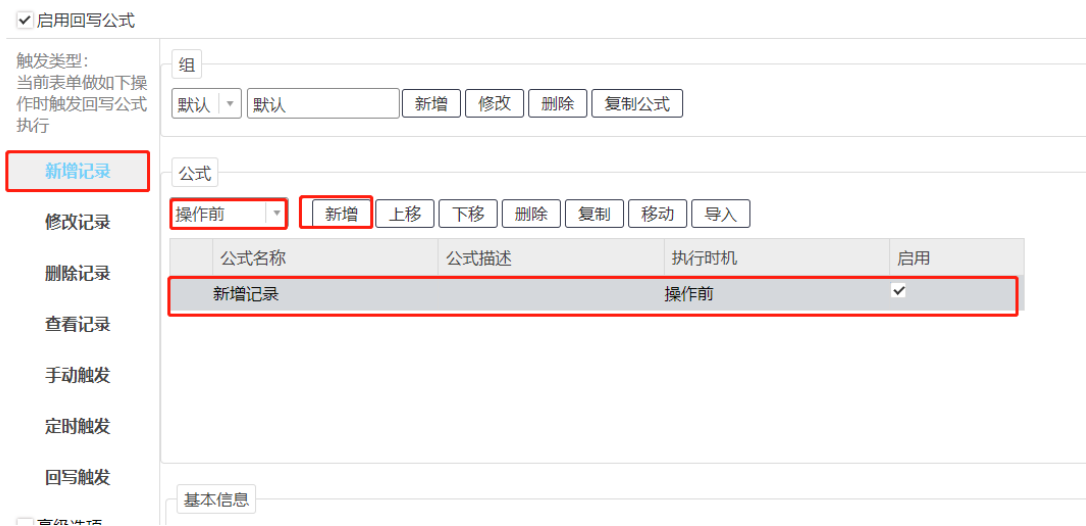 启用回写公式
触发类型：
当前表单做如下操
作时触发回写公式
执行
新增记录
修改记录
删除记录
查看记录
手动触发
定时触发
回写触发
高级选项
组
默认 默认 新增 修改 删除 复制公式
公式
操作前 新增 上移 下移 删除 复制 移动 导入
公式名称 公式描述 执行时机 启用
新增记录 操作前
基本信息